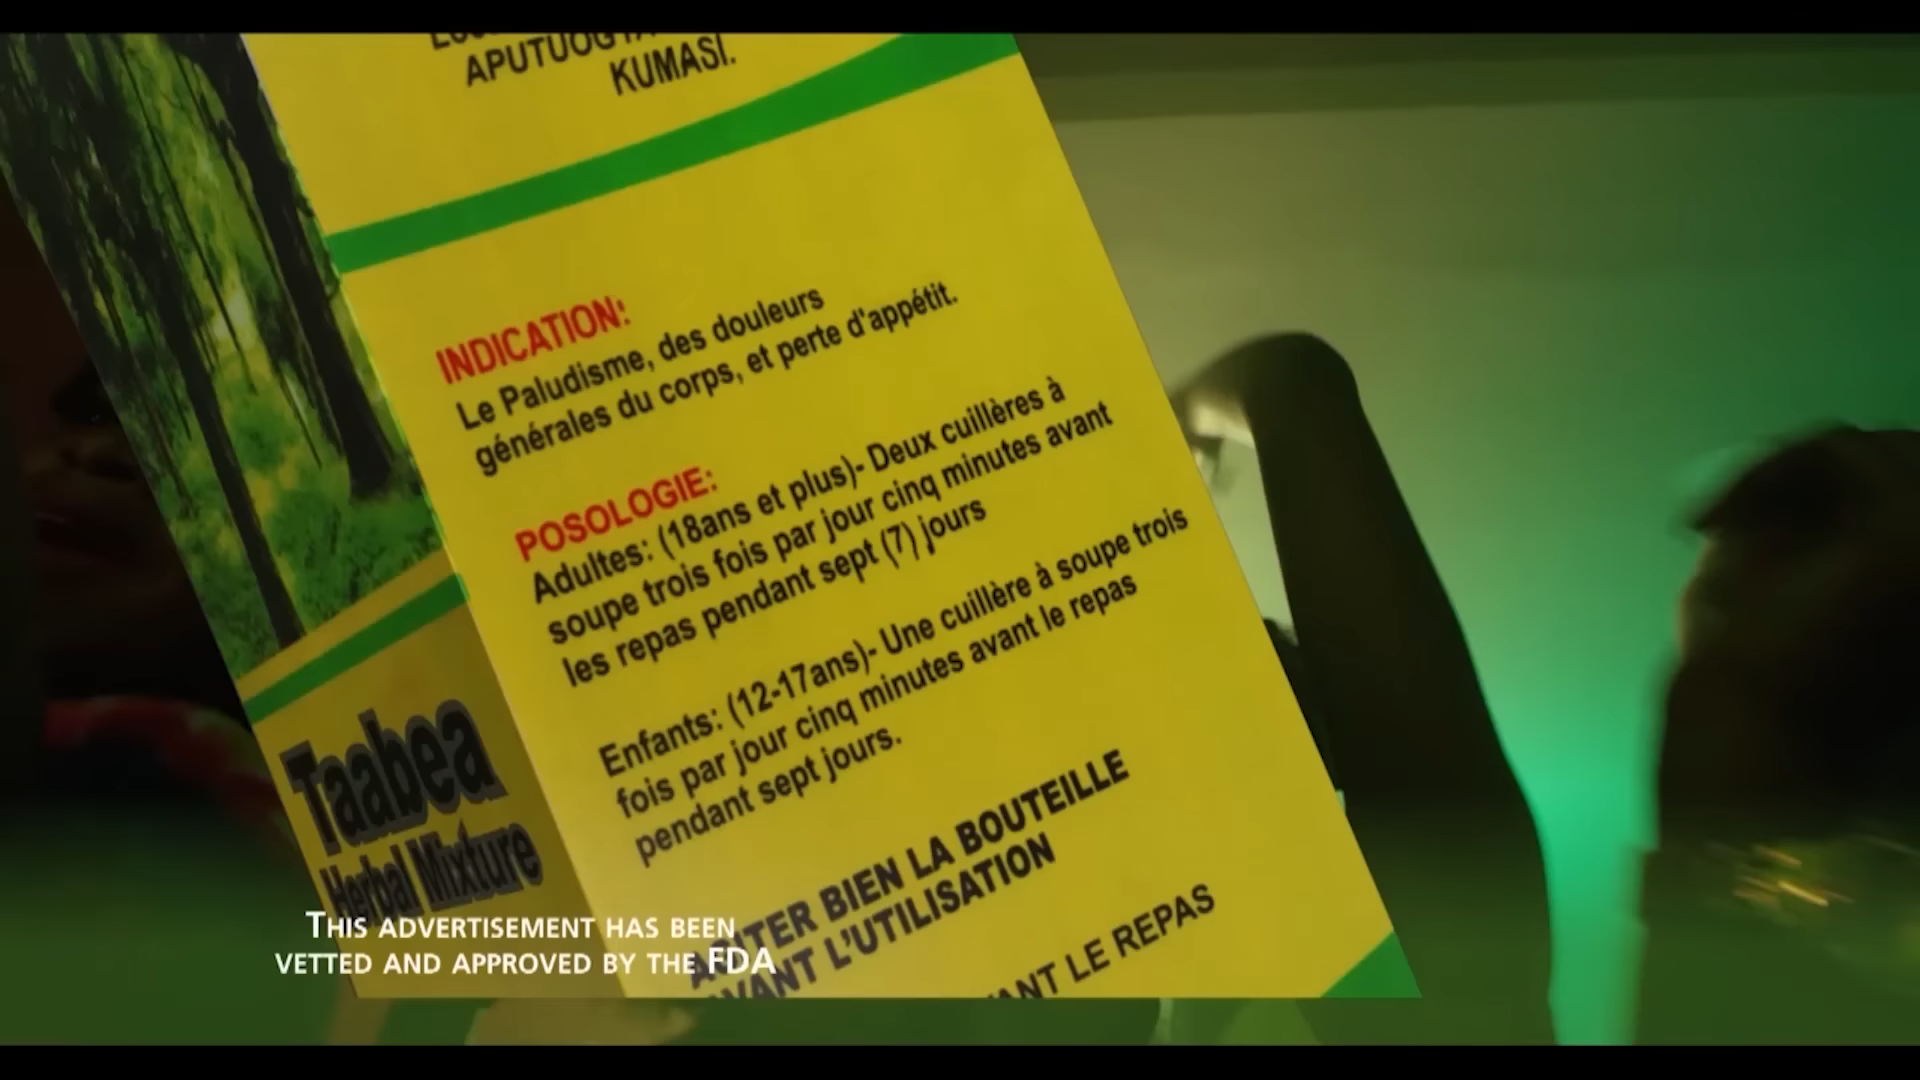 KUMASI.
INDICATION:
Le Paludisme, des douleurs
générales du corps, et perte d'appétit.
POSOLOGIE:
Adultes: (18ans et plus)- Deux cuillères à
soupe trois fois par jour cinq minutes avant
les repas pendant sept (7) jours
Enfants: (12-17ans)- Une cuillère à soupe trois
fois par jour cinq minutes avant le repas
pendant sept jours.
BIEN LA BOUTEILLE
L'UTILISATION
LE REPAS
Taabea
Herbal Mixture
THIS ADVERTISEMENT HAS BEEN
VETTED AND APPROVED BY THE FDA